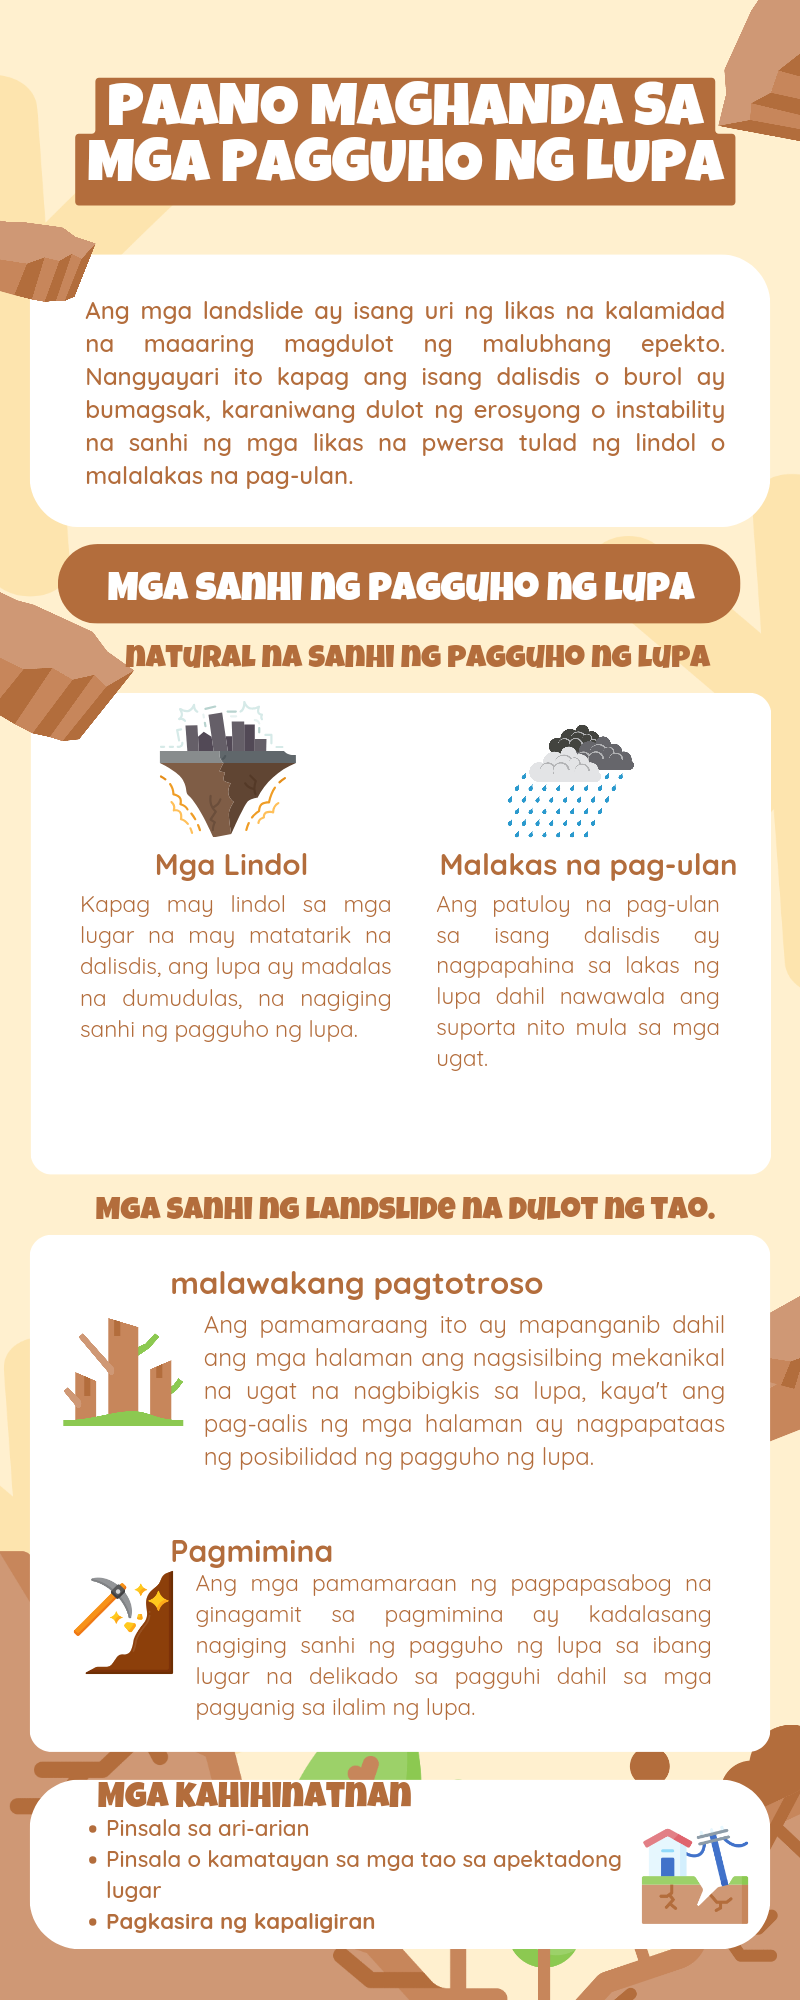 PAANO MAGHANDA SA
MGA PAGGUHO NG LUPA
Ang mga landslide ay isang uri ng likas na kalamidad
na maaaring magdulot ng malubhang epekto.
Nangyayari ito kapag ang isang dalisdis o burol ay
bumagsak, karaniwang dulot ng erosyong o instability
na sanhi ng mga likas na pwersa tulad ng lindol o
malalakas na pag-ulan.
MGA SANHI NG PAGGUHO NG LUPA
NATURAL NA SANHI NG PAGGUHO NG LUPA
Mga Lindol
Kapag may lindol sa mga
lugar na may matatarik na
dalisdis, ang lupa ay madalas
na dumudulas, na nagiging
sanhi ng pagguho ng lupa.
Malakas na pag-ulan
Ang patuloy na pag-ulan
sa isang dalisdis ay
nagpapahina sa lakas ng
lupa dahil nawawala ang
suporta nito mula sa mga
ugat.
MGA SANHI NG LANDSLIDE NA DULOT NG TAO.
malawakang pagtotroso
Ang pamamaraang ito ay mapanganib dahil
ang mga halaman ang nagsisilbing mekanikal
na ugat na nagbibigkis sa lupa, kaya't ang
pag-aalis ng mga halaman ay nagpapataas
ng posibilidad ng pagguho ng lupa.
Pagmimina
Ang mga pamamaraan ng pagpapasabog na
ginagamit sa pagmimina ay kadalasang
nagiging sanhi ng pagguho ng lupa sa ibang
lugar na delikado sa pagguhi dahil sa mga
pagyanig sa ilalim ng lupa.
MGA KAHIHINATNAN
• Pinsala sa ari-arian
• Pinsala o kamatayan sa mga tao sa apektadong
lugar
• Pagkasira ng kapaligiran